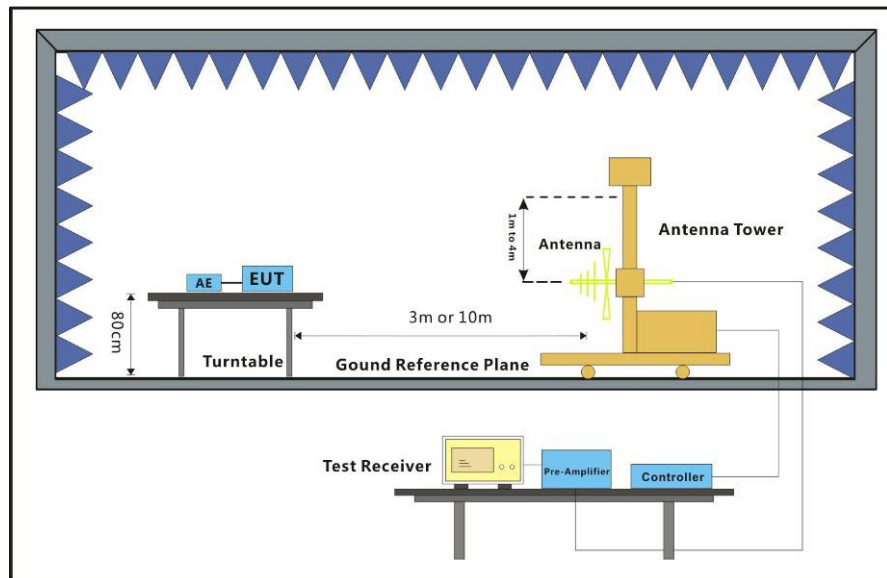 1m to 4m
Antenna Tower
Antenna
AE
EUT
80cm
3m or 10m
Turntable
Gound Reference Plane
Test Receiver
Pre-Amplifier
Controller